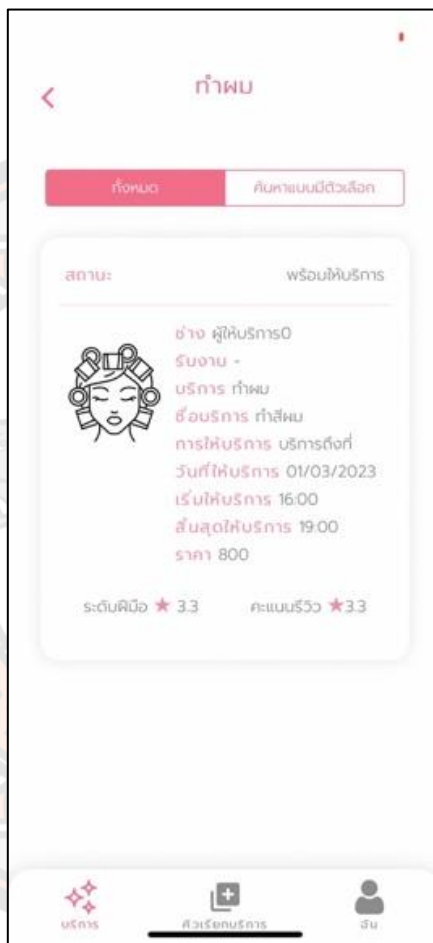 ทำผม
ทั้งหมด ค้นหาแบบมีตัวเลือก
สถานะ พร้อมให้บริการ
ช่าง ผู้ให้บริการ0
รับงาน -
บริการ ทำผม
ชื่อบริการ ทำสีผม
การให้บริการ บริการถึงที่
วันที่ให้บริการ 01/03/2023
เริ่มให้บริการ 16:00
สิ้นสุดให้บริการ 19:00
ราคา 800
ระดับฝีมือ ★ 3.3 คะแนนรีวิว ★3.3
บริการ คิวเรียกบริการ ฉัน